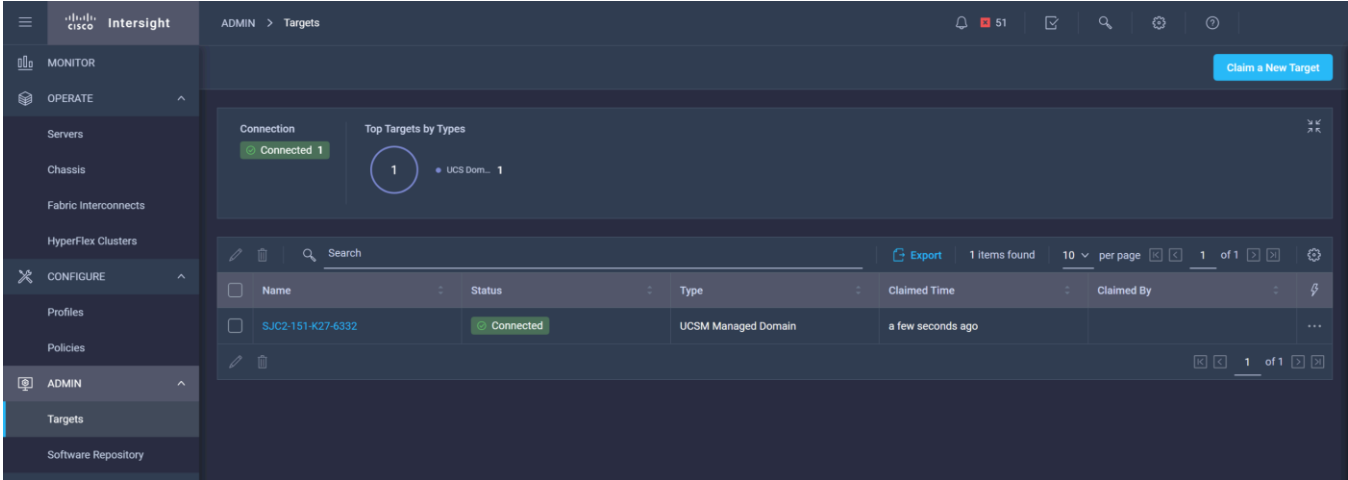 cisco Intersight
ADMIN > Targets
51
MONITOR
Claim a New Target
OPERATE
Servers
Chassis
Fabric Interconnects
HyperFlex Clusters
CONFIGURE
Profiles
Policies
ADMIN
Targets
Software Repository
Connection
Connected 1
Top Targets by Types
1
UCS Dom... 1
Search
Export
1 items found
10 per page
1 of 1
Name Status Type Claimed Time Claimed By
SJC2-151-K27-6332 Connected UCSM Managed Domain a few seconds ago
1 of 1